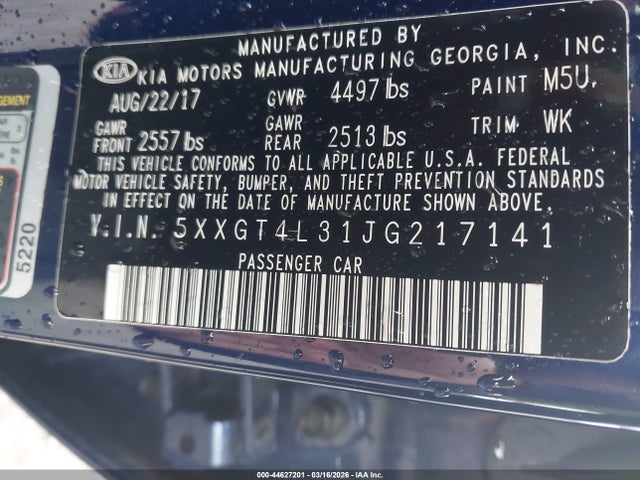 MANUFACTURED BY
KIA KIA MOTORS MANUFACTURING GEORGIA, INC.
AUG/22/17 GVWR 4497 lbs PAINT M5U
GAWR FRONT 2557 lbs GAWR REAR 2513 lbs TRIM WK
THIS VEHICLE CONFORMS TO ALL APPLICABLE U.S.A. FEDERAL
MOTOR VEHICLE SAFETY, BUMPER, AND THEFT PREVENTION STANDARDS
IN EFFECT ON THE DATE OF MANUFACTURE SHOWN ABOVE.
V.I.N. 5XXGT4L31JG217141
PASSENGER CAR
5220
000-44627201 - 03/16/2026 - IAA Inc.